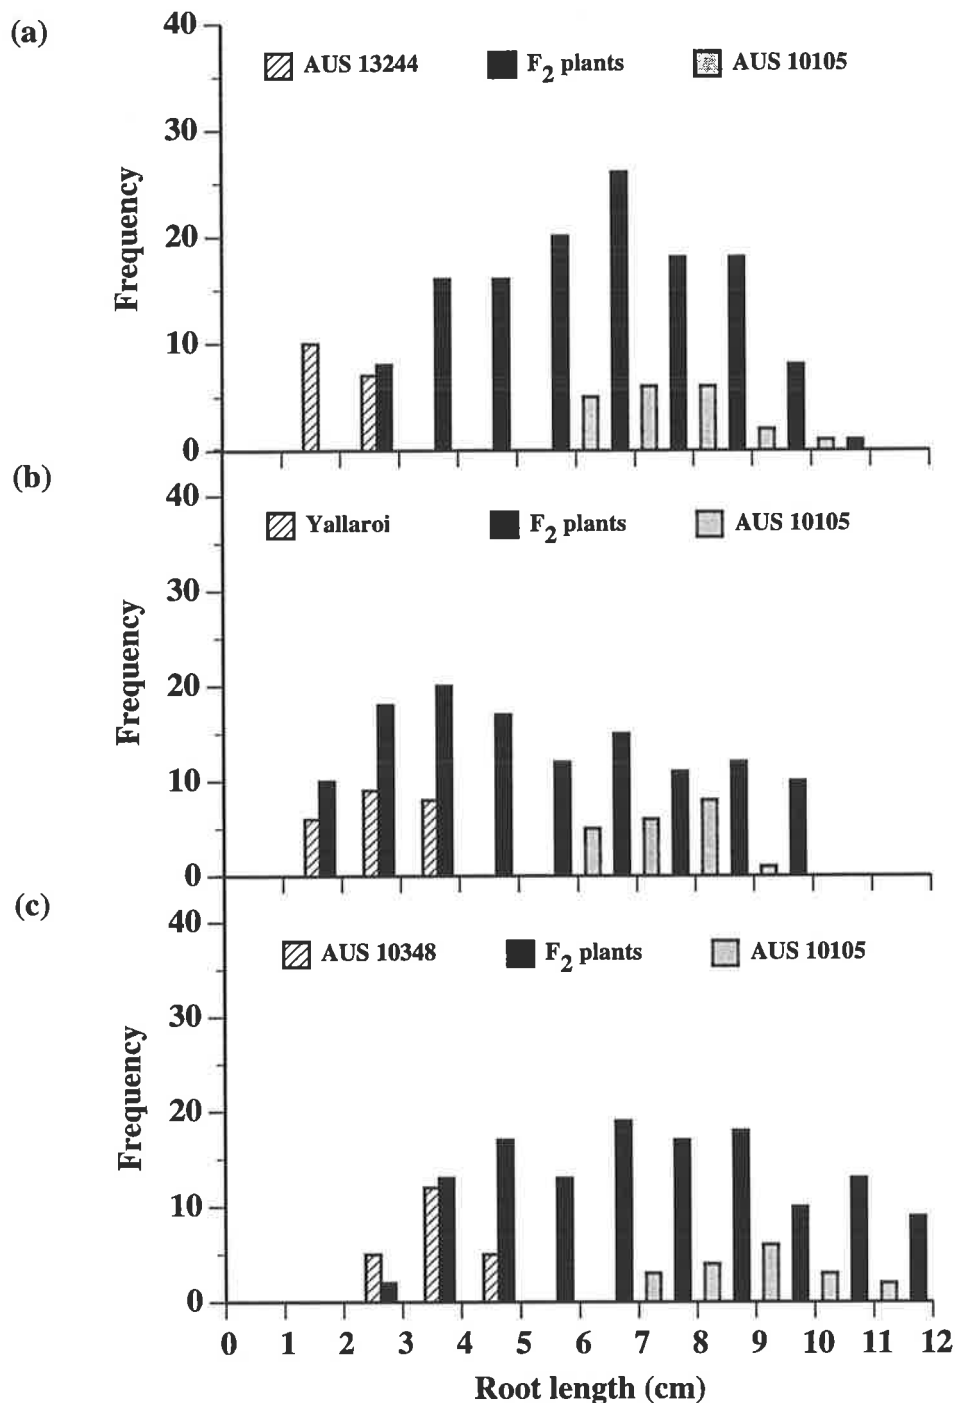 (a)
40
AUS 13244 F2 plants AUS 10105
30
Frequency
20
10
0
(b)
40
Yallaroi F2 plants AUS 10105
30
Frequency
20
10
0
(c)
40
AUS 10348 F2 plants AUS 10105
30
Frequency
20
10
0
0 1 2 3 4 5 6 7 8 9 10 11 12
Root length (cm)